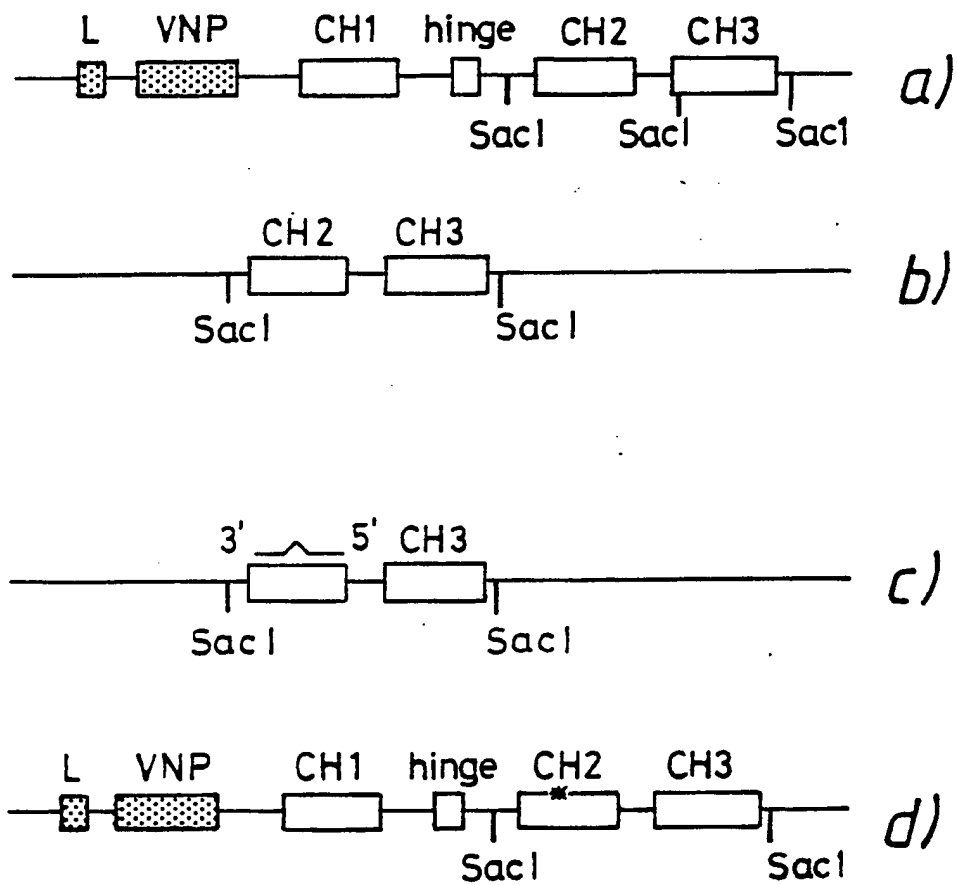 L VNP CH1 hinge CH2 CH3
a)
SacI SacI Sac1
CH2 CH3
b)
SacI SacI
3' 5' CH3
c)
SacI SacI
L VNP CH1 hinge CH2 CH3
*
d)
SacI SacI